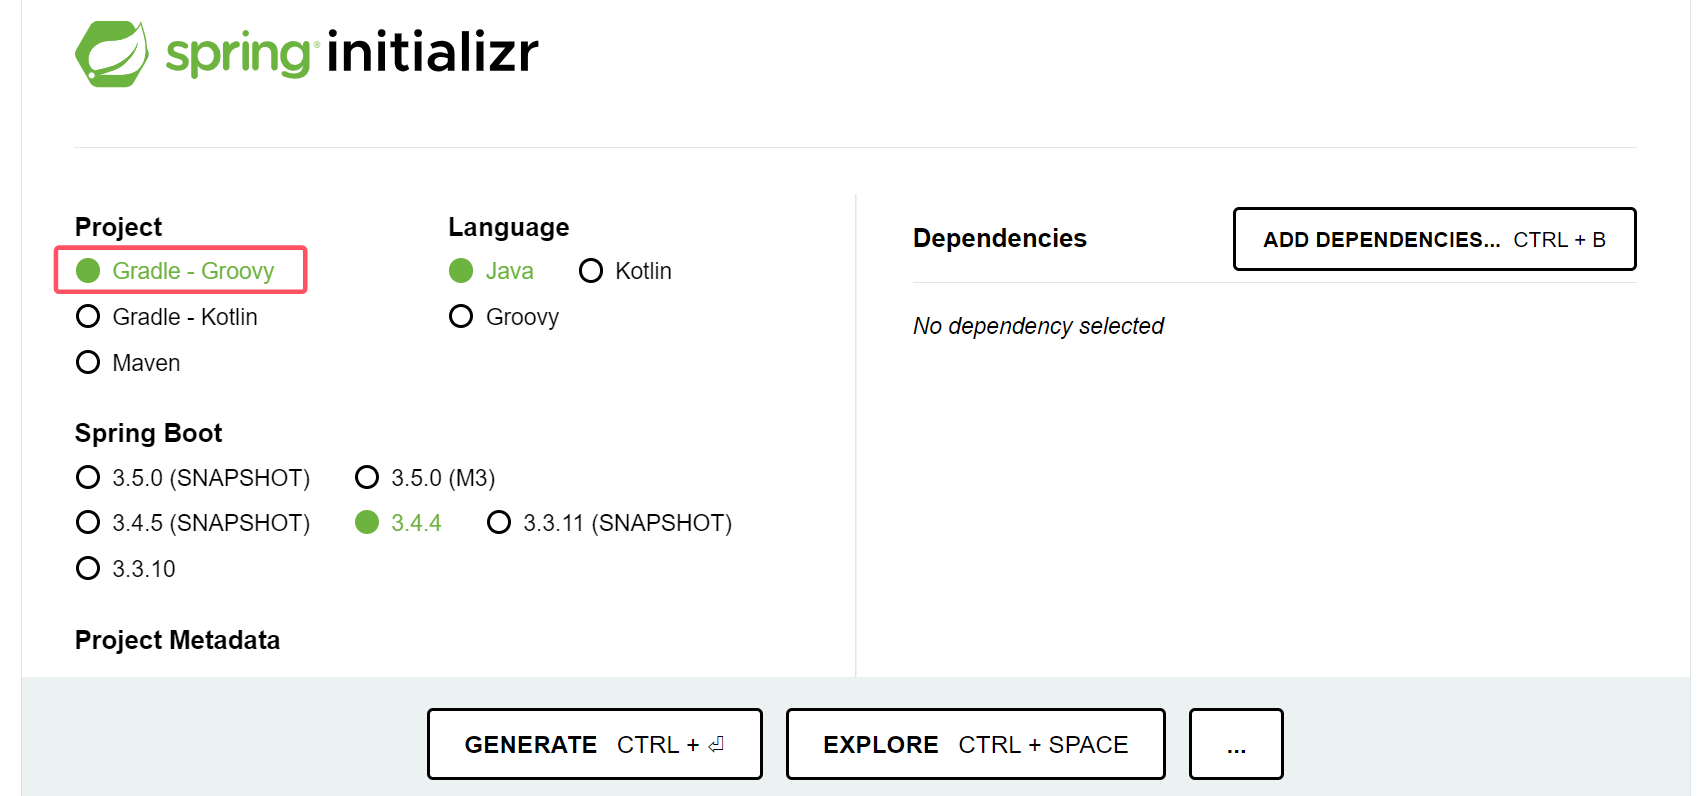 spring initializr
Project
Gradle - Groovy
Gradle - Kotlin
Maven
Language
Java Kotlin
Groovy
Spring Boot
3.5.0 (SNAPSHOT) 3.5.0 (M3)
3.4.5 (SNAPSHOT) 3.4.4 3.3.11 (SNAPSHOT)
3.3.10
Project Metadata
Dependencies
ADD DEPENDENCIES... CTRL + B
No dependency selected
GENERATE CTRL + ⏎
EXPLORE CTRL + SPACE
...